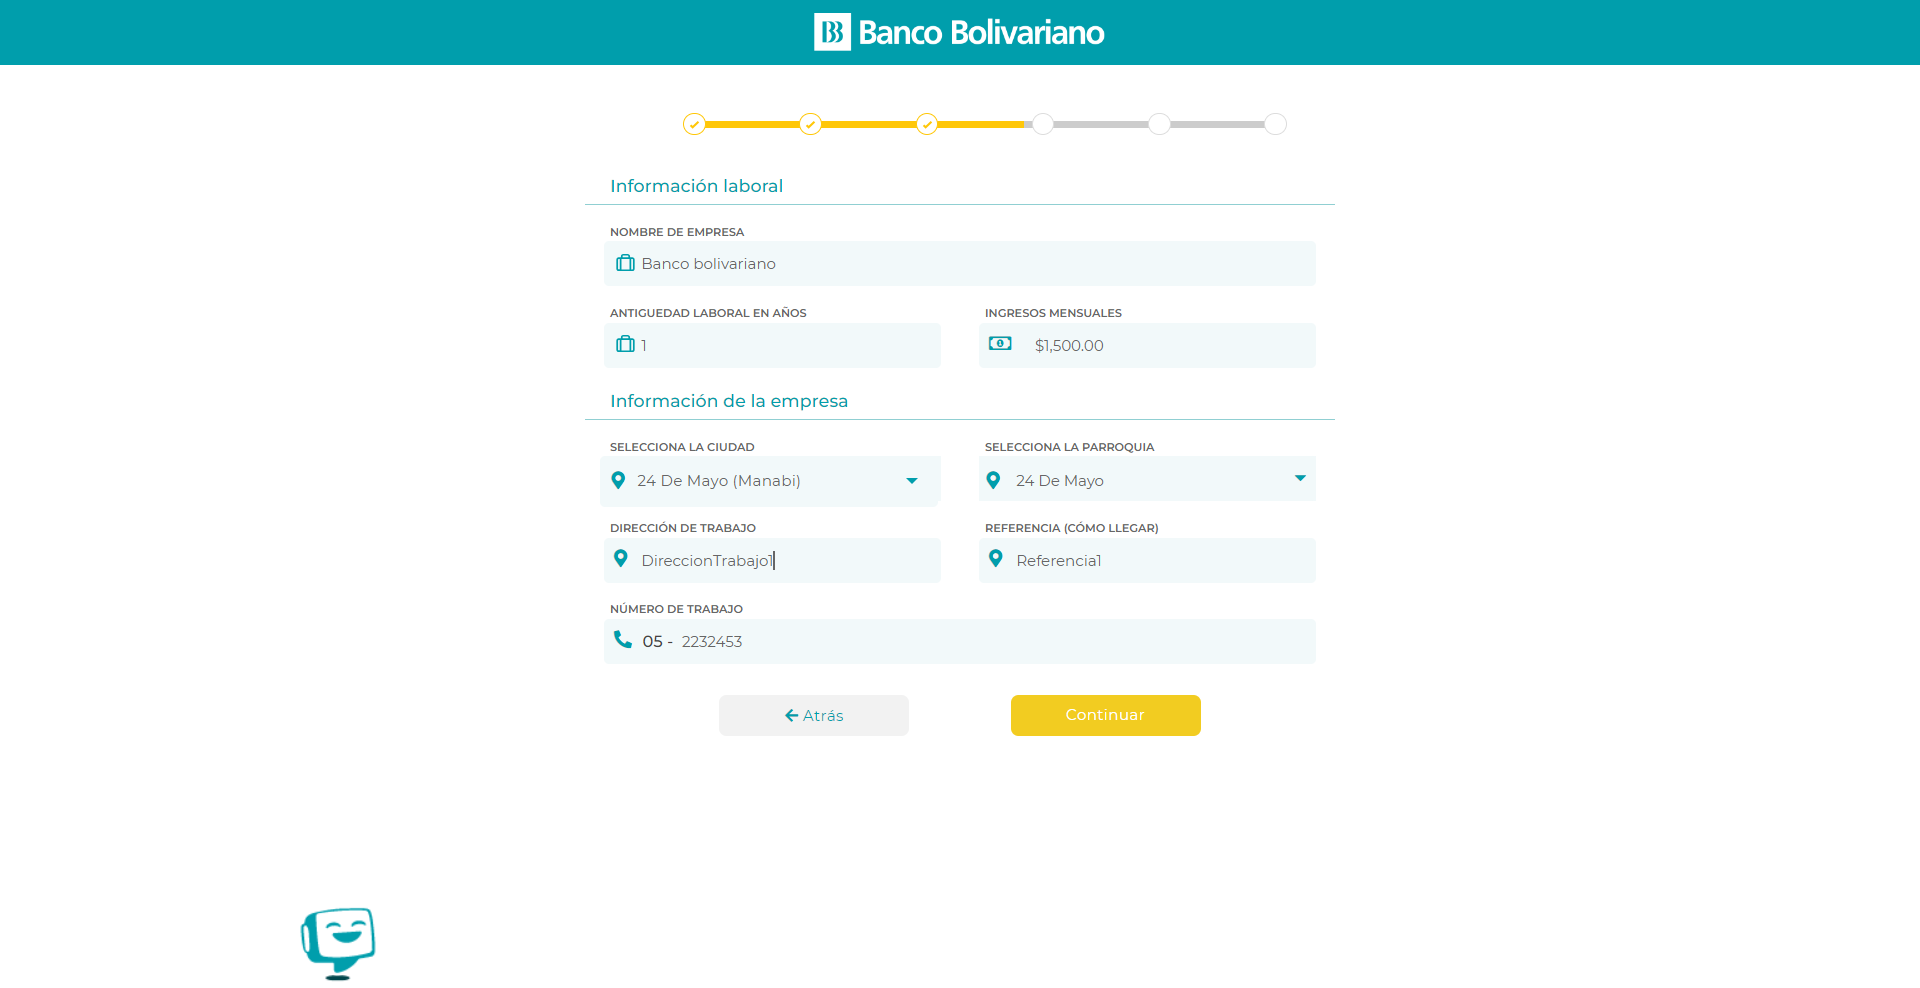 Banco Bolivariano
Información laboral
NOMBRE DE EMPRESA
Banco bolivariano
ANTIGUEDAD LABORAL EN AÑOS
INGRESOS MENSUALES
1
$1,500.00
Información de la empresa
SELECCIONA LA CIUDAD
SELECCIONA LA PARROQUIA
24 De Mayo (Manabi)
24 De Mayo
DIRECCIÓN DE TRABAJO
REFERENCIA (CÓMO LLEGAR)
DireccionTrabajo1
Referencia1
NÚMERO DE TRABAJO
05 - 2232453
Atrás
Continuar